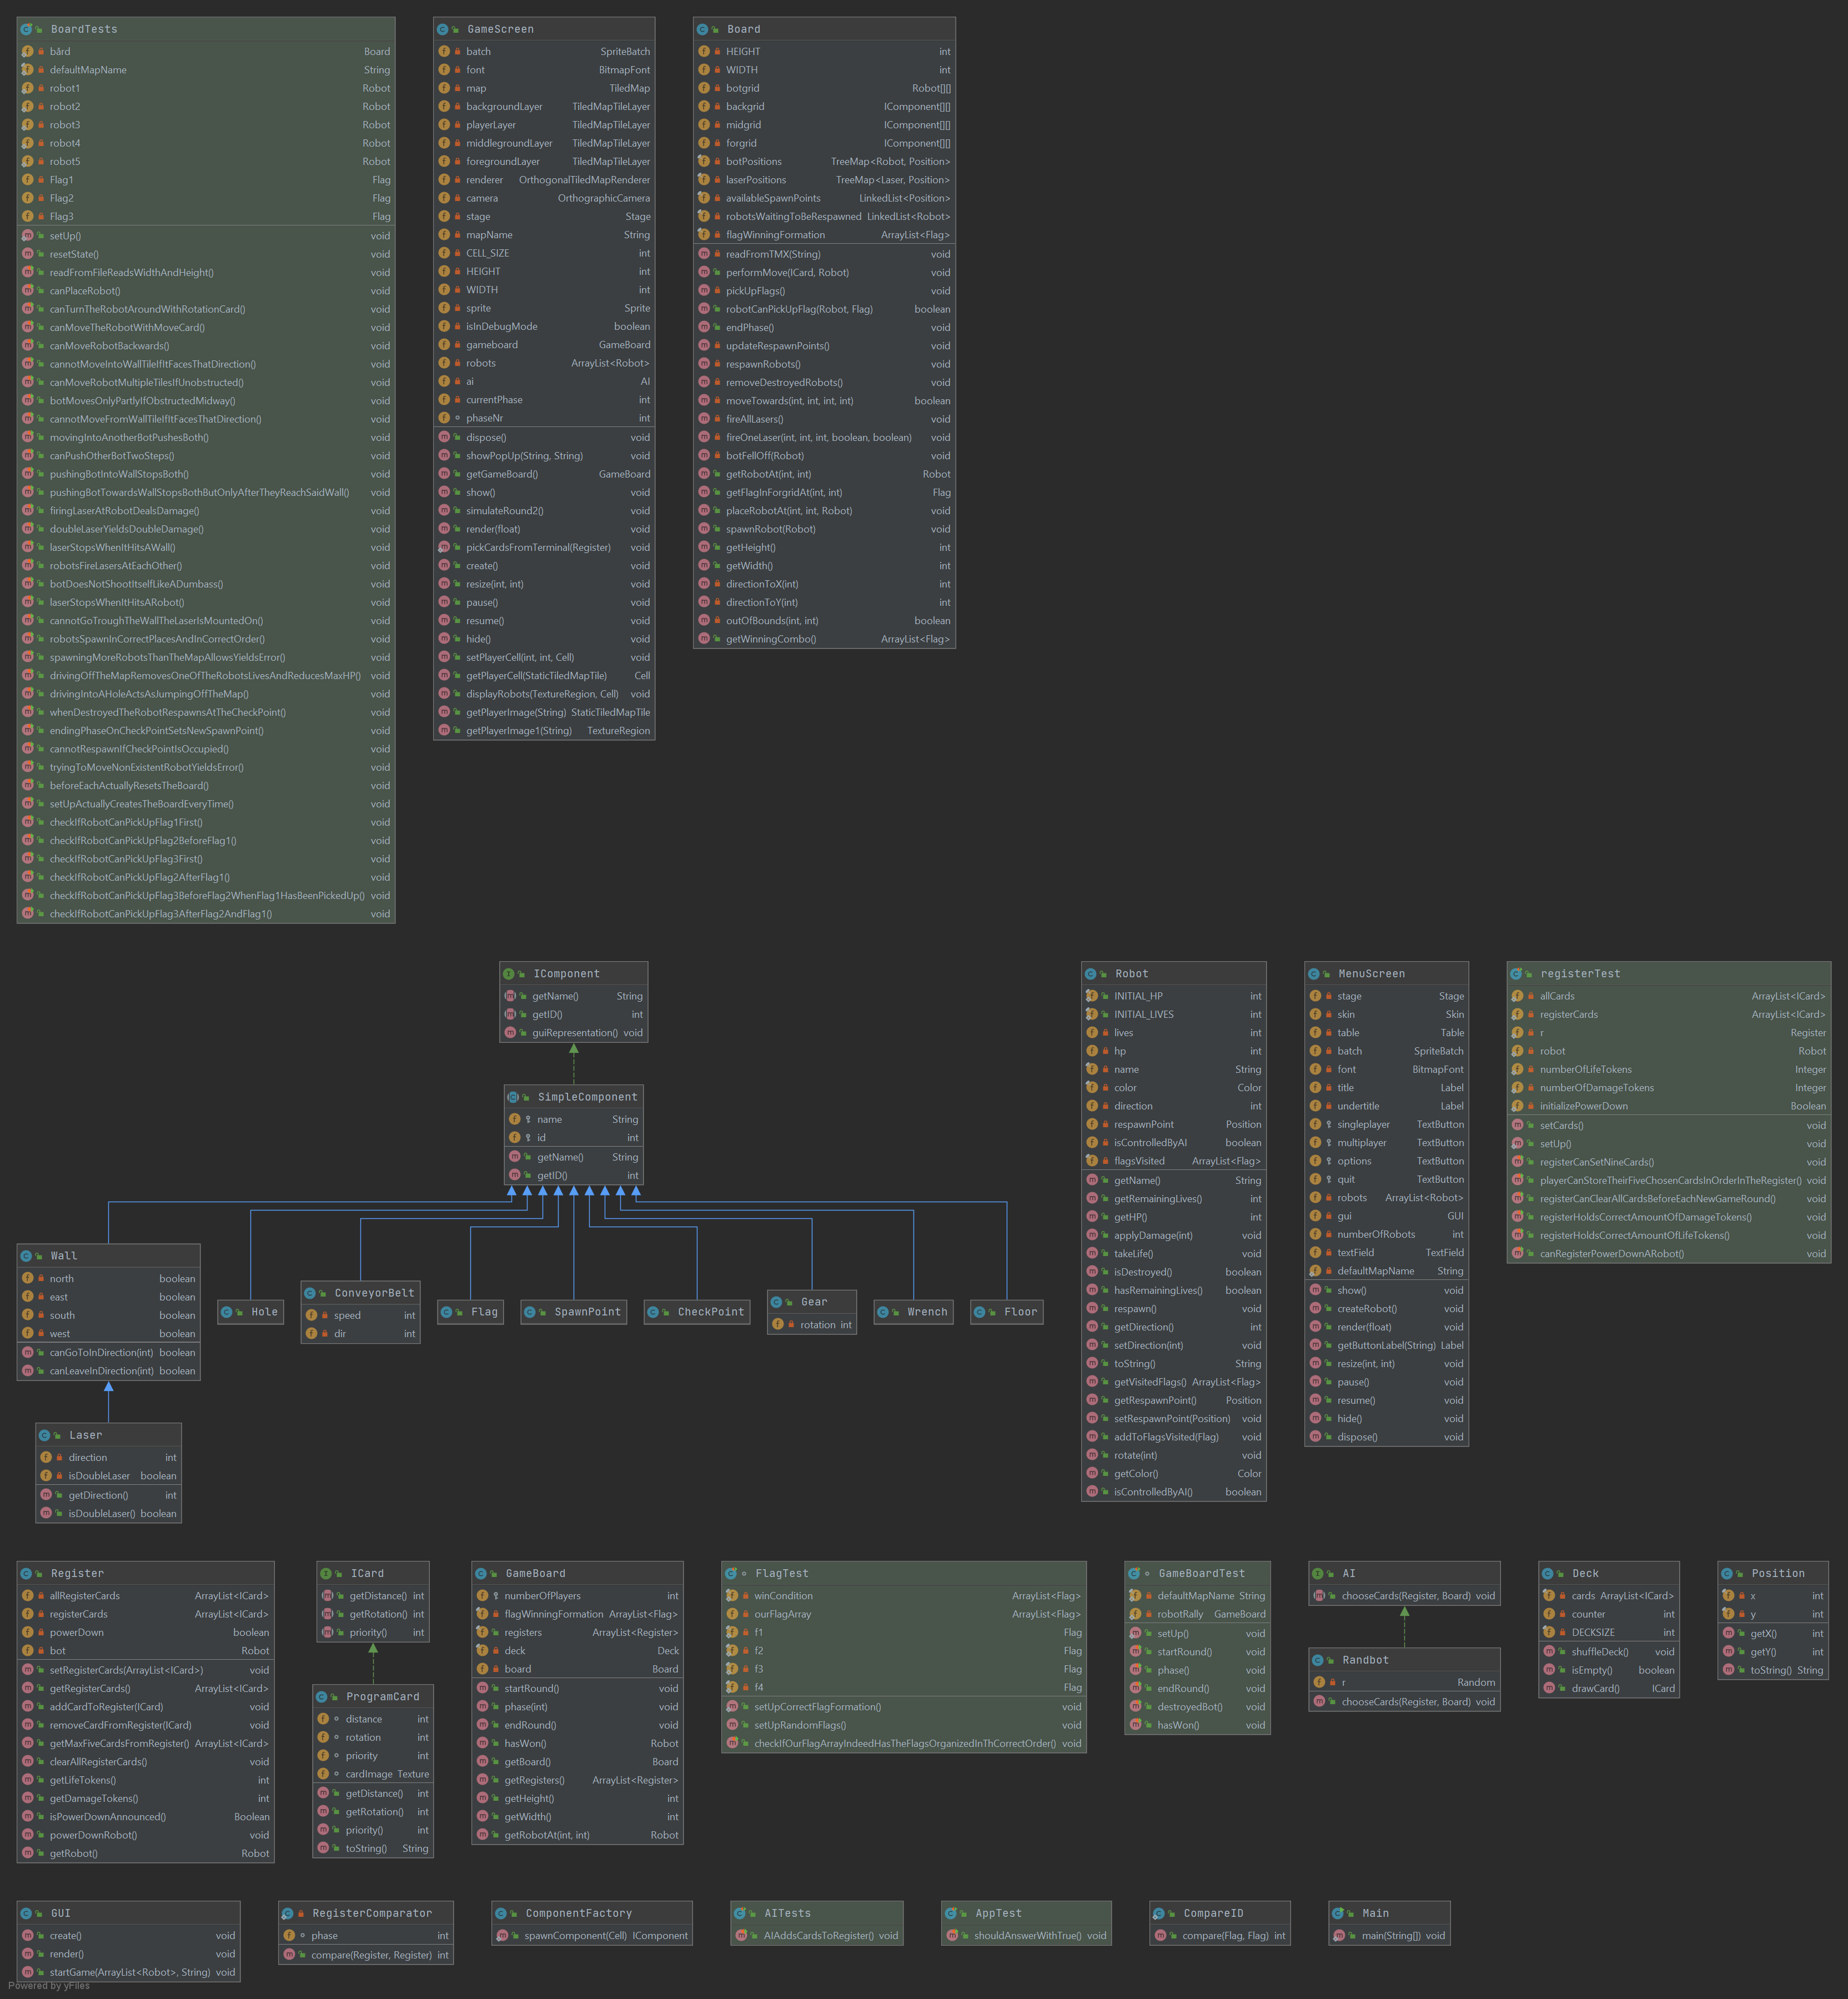 BoardTests
bård Board
defaultMapName String
robot1 Robot
robot2 Robot
robot3 Robot
robot4 Robot
robot5 Robot
Flag1 Flag
Flag2 Flag
Flag3 Flag
setUp() void
resetState() void
readFromFileReadsWidthAndHeight() void
canPlaceRobot() void
canTurnTheRobotAroundWithRotationCard() void
canMoveTheRobotWithMoveCard() void
canMoveRobotBackwards() void
cannotMoveIntoWallTileIfItFacesThatDirection() void
canMoveRobotMultipleTilesIfUnobstructed() void
botMovesOnlyPartlyIfObstructedMidway() void
cannotMoveFromWallTileIfItFacesThatDirection() void
movingIntoAnotherBotPushesBoth() void
canPushOtherBotTwoSteps() void
pushingBotIntoWallStopsBoth() void
pushingBotTowardsWallStopsBothButOnlyAfterTheyReachSaidWall() void
firingLaserAtRobotDealsDamage() void
doubleLaserYieldsDoubleDamage() void
laserStopsWhenItHitsAWall() void
robotsFireLasersAtEachOther() void
botDoesNotShootItselfLikeADumbass() void
laserStopsWhenItHitsARobot() void
cannotGoTroughTheWallTheLaserIsMountedOn() void
robotsSpawnInCorrectPlacesAndInCorrectOrder() void
spawningMoreRobotsThanTheMapAllowsYieldsError() void
drivingOffTheMapRemovesOneOfTheRobotsLivesAndReducesMaxHP() void
drivingIntoAHoleActsAsJumpingOffTheMap() void
whenDestroyedTheRobotRespawnsAtTheCheckPoint() void
endingPhaseOnCheckPointSetsNewSpawnPoint() void
cannotRespawnIfCheckPointIsOccupied() void
tryingToMoveNonExistentRobotYieldsError() void
beforeEachActuallyResetsTheBoard() void
setUpActuallyCreatesTheBoardEveryTime() void
checkIfRobotCanPickUpFlag1First() void
checkIfRobotCanPickUpFlag2BeforeFlag1() void
checkIfRobotCanPickUpFlag3First() void
checkIfRobotCanPickUpFlag2AfterFlag1() void
checkIfRobotCanPickUpFlag3BeforeFlag2WhenFlag1HasBeenPickedUp() void
checkIfRobotCanPickUpFlag3AfterFlag2AndFlag1() void
GameScreen
batch SpriteBatch
font BitmapFont
map TiledMap
backgroundLayer TiledMapTileLayer
playerLayer TiledMapTileLayer
middlegroundLayer TiledMapTileLayer
foregroundLayer TiledMapTileLayer
renderer OrthogonalTiledMapRenderer
camera OrthographicCamera
stage Stage
mapName String
CELL_SIZE int
HEIGHT int
WIDTH int
sprite Sprite
isInDebugMode boolean
gameboard GameBoard
robots ArrayList<Robot>
ai AI
currentPhase int
phaseNr int
dispose() void
showPopUp(String, String) void
getGameBoard() GameBoard
show() void
simulateRound2() void
render(float) void
pickCardsFromTerminal(Register) void
create() void
resize(int, int) void
pause() void
resume() void
hide() void
setPlayerCell(int, int, Cell) void
getPlayerCell(StaticTiledMapTile) Cell
displayRobots(TextureRegion, Cell) void
getPlayerImage(String) StaticTiledMapTile
getPlayerImage1(String) TextureRegion
Board
HEIGHT int
WIDTH int
botgrid Robot[][]
backgrid IComponent[][]
midgrid IComponent[][]
forgrid IComponent[][]
botPositions TreeMap<Robot, Position>
laserPositions TreeMap<Laser, Position>
availableSpawnPoints LinkedList<Position>
robotsWaitingToBeRespawned LinkedList<Robot>
flagWinningFormation ArrayList<Flag>
readFromTMX(String) void
performMove(ICard, Robot) void
pickUpFlags() void
robotCanPickUpFlag(Robot, Flag) boolean
endPhase() void
updateRespawnPoints() void
respawnRobots() void
removeDestroyedRobots() void
moveTowards(int, int, int, int) boolean
fireAllLasers() void
fireOneLaser(int, int, int, boolean, boolean) void
botFellOff(Robot) void
getRobotAt(int, int) Robot
getFlagInForgridAt(int, int) Flag
placeRobotAt(int, int, Robot) void
spawnRobot(Robot) void
getHeight() int
getWidth() int
directionToX(int) int
directionToY(int) int
outOfBounds(int, int) boolean
getWinningCombo() ArrayList<Flag>
IComponent
getName() String
getID() int
guiRepresentation() void
SimpleComponent
name String
id int
getName() String
getID() int
Wall
north boolean
east boolean
south boolean
west boolean
canGoToInDirection(int) boolean
canLeaveInDirection(int) boolean
Hole
ConveyorBelt
speed int
dir int
Flag
SpawnPoint
CheckPoint
Gear
rotation int
Wrench
Floor
Laser
direction int
isDoubleLaser boolean
getDirection() int
isDoubleLaser() boolean
Robot
INITIAL_HP int
INITIAL_LIVES int
lives int
hp int
name String
color Color
direction int
respawnPoint Position
isControlledByAI boolean
flagsVisited ArrayList<Flag>
getName() String
getRemainingLives() int
getHP() int
applyDamage(int) void
takeLife() void
isDestroyed() boolean
hasRemainingLives() boolean
respawn() void
getDirection() int
setDirection(int) void
toString() String
getVisitedFlags() ArrayList<Flag>
getRespawnPoint() Position
setRespawnPoint(Position) void
addToFlagsVisited(Flag) void
rotate(int) void
getColor() Color
isControlledByAI() boolean
MenuScreen
stage Stage
skin Skin
table Table
batch SpriteBatch
font BitmapFont
title Label
undertitle Label
singleplayer TextButton
multiplayer TextButton
options TextButton
quit TextButton
robots ArrayList<Robot>
gui GUI
numberOfRobots int
textField TextField
defaultMapName String
show() void
createRobot() void
render(float) void
getButtonLabel(String) Label
resize(int, int) void
pause() void
resume() void
hide() void
dispose() void
registerTest
allCards ArrayList<ICard>
registerCards ArrayList<ICard>
r Register
robot Robot
numberOfLifeTokens Integer
numberOfDamageTokens Integer
initializePowerDown Boolean
setCards() void
setUp() void
registerCanSetNineCards() void
playerCanStoreTheirFiveChosenCardsInOrderInTheRegister() void
registerCanClearAllCardsBeforeEachNewGameRound() void
registerHoldsCorrectAmountOfDamageTokens() void
registerHoldsCorrectAmountOfLifeTokens() void
canRegisterPowerDownARobot() void
Register
allRegisterCards ArrayList<ICard>
registerCards ArrayList<ICard>
powerDown boolean
bot Robot
setRegisterCards(ArrayList<ICard>) void
getRegisterCards() ArrayList<ICard>
addCardToRegister(ICard) void
removeCardFromRegister(ICard) void
getMaxFiveCardsFromRegister() ArrayList<ICard>
clearAllRegisterCards() void
getLifeTokens() int
getDamageTokens() int
isPowerDownAnnounced() Boolean
powerDownRobot() void
getRobot() Robot
ICard
getDistance() int
getRotation() int
priority() int
ProgramCard
distance int
rotation int
priority int
cardImage Texture
getDistance() int
getRotation() int
priority() int
toString() String
GameBoard
numberOfPlayers int
flagWinningFormation ArrayList<Flag>
registers ArrayList<Register>
deck Deck
board Board
startRound() void
phase(int) void
endRound() void
hasWon() Robot
getBoard() Board
getRegisters() ArrayList<Register>
getHeight() int
getWidth() int
getRobotAt(int, int) Robot
FlagTest
winCondition ArrayList<Flag>
ourFlagArray ArrayList<Flag>
f1 Flag
f2 Flag
f3 Flag
f4 Flag
setUpCorrectFlagFormation() void
setUpRandomFlags() void
checkIfOurFlagArrayIndeedHasTheFlagsOrganizedInThCorrectOrder() void
GameBoardTest
defaultMapName String
robotRally GameBoard
setUp() void
startRound() void
phase() void
endRound() void
destroyedBot() void
hasWon() void
AI
chooseCards(Register, Board) void
Randbot
r Random
chooseCards(Register, Board) void
Deck
cards ArrayList<ICard>
counter int
DECKSIZE int
shuffleDeck() void
isEmpty() boolean
drawCard() ICard
Position
x int
y int
getX() int
getY() int
toString() String
GUI
create() void
render() void
startGame(ArrayList<Robot>, String) void
RegisterComparator
phase int
compare(Register, Register) int
ComponentFactory
spawnComponent(Cell) IComponent
AITests
AIAddsCardsToRegister() void
AppTest
shouldAnswerWithTrue() void
CompareID
compare(Flag, Flag) int
Main
main(String[]) void
Powered by yFiles